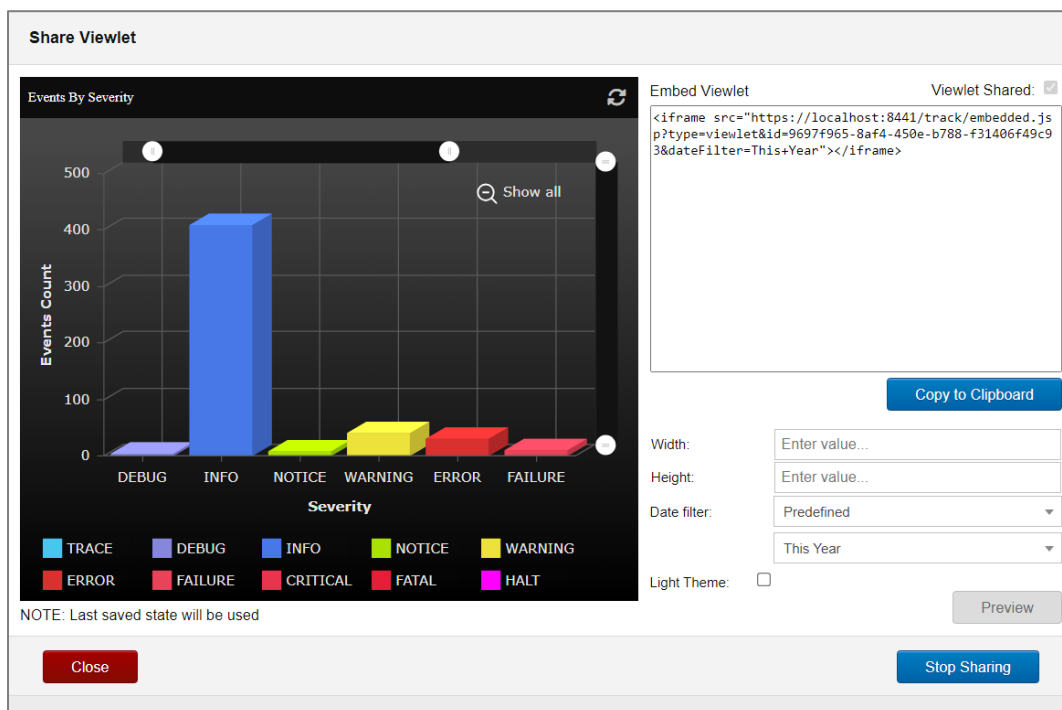 Share Viewlet
Events By Severity
Show all
500
400
300
200
100
0
Events Count
DEBUG INFO NOTICE WARNING ERROR FAILURE
Severity
TRACE DEBUG INFO NOTICE WARNING
ERROR FAILURE CRITICAL FATAL HALT
NOTE: Last saved state will be used
Embed Viewlet Viewlet Shared:
<iframe src="https://localhost:8441/track/embedded.js
p?type=viewlet&id=9697f965-8af4-450e-b788-f31406f49c9
3&dateFilter=This+Year"></iframe>
Copy to Clipboard
Width: Enter value...
Height: Enter value...
Date filter: Predefined
This Year
Light Theme:
Preview
Close Stop Sharing